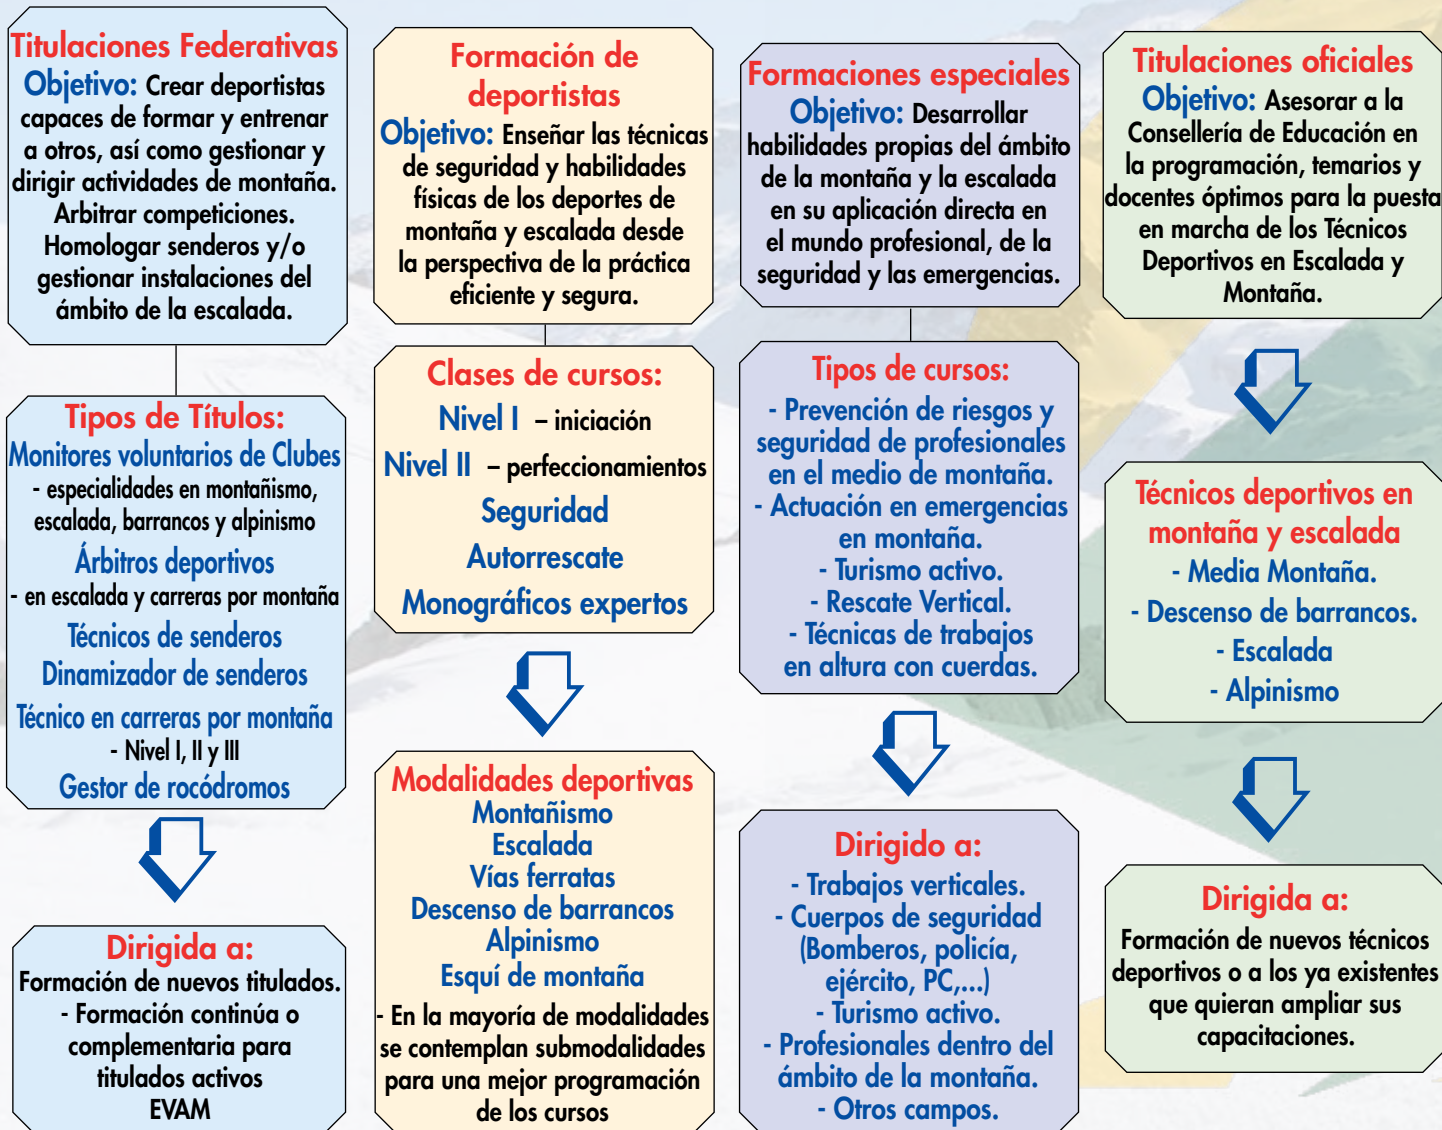 Titulaciones Federativas
Objetivo: Crear deportistas
capaces de formar y entrenar
a otros, así como gestionar y
dirigir actividades de montaña.
Arbitrar competiciones.
Homologar senderos y/o
gestionar instalaciones del
ámbito de la escalada.
Tipos de Títulos:
Monitores voluntarios de Clubes
- especialidades en montañismo,
escalada, barrancos y alpinismo
Árbitros deportivos
- en escalada y carreras por montaña
Técnicos de senderos
Dinamizador de senderos
Técnico en carreras por montaña
- Nivel I, II y III
Gestor de rocódromos
Dirigida a:
Formación de nuevos titulados.
- Formación continúa o
complementaria para
titulados activos
EVAM
Formación de
deportistas
Objetivo: Enseñar las técnicas
de seguridad y habilidades
físicas de los deportes de
montaña y escalada desde
la perspectiva de la práctica
eficiente y segura.
Clases de cursos:
Nivel I – iniciación
Nivel II – perfeccionamientos
Seguridad
Autorrescate
Monográficos expertos
Modalidades deportivas
Montañismo
Escalada
Vías ferratas
Descenso de barrancos
Alpinismo
Esquí de montaña
- En la mayoría de modalidades
se contemplan submodalidades
para una mejor programación
de los cursos
Formaciones especiales
Objetivo: Desarrollar
habilidades propias del ámbito
de la montaña y la escalada
en su aplicación directa en
el mundo profesional, de la
seguridad y las emergencias.
Tipos de cursos:
- Prevención de riesgos y
seguridad de profesionales
en el medio de montaña.
- Actuación en emergencias
en montaña.
- Turismo activo.
- Rescate Vertical.
- Técnicas de trabajos
en altura con cuerdas.
Dirigido a:
- Trabajos verticales.
- Cuerpos de seguridad
(Bomberos, policía,
ejército, PC,...)
- Turismo activo.
- Profesionales dentro del
ámbito de la montaña.
- Otros campos.
Titulaciones oficiales
Objetivo: Asesorar a la
Consellería de Educación en
la programación, temarios y
docentes óptimos para la puesta
en marcha de los Técnicos
Deportivos en Escalada y
Montaña.
Técnicos deportivos en
montaña y escalada
- Media Montaña.
- Descenso de barrancos.
- Escalada
- Alpinismo
Dirigida a:
Formación de nuevos técnicos
deportivos o a los ya existentes
que quieran ampliar sus
capacitaciones.